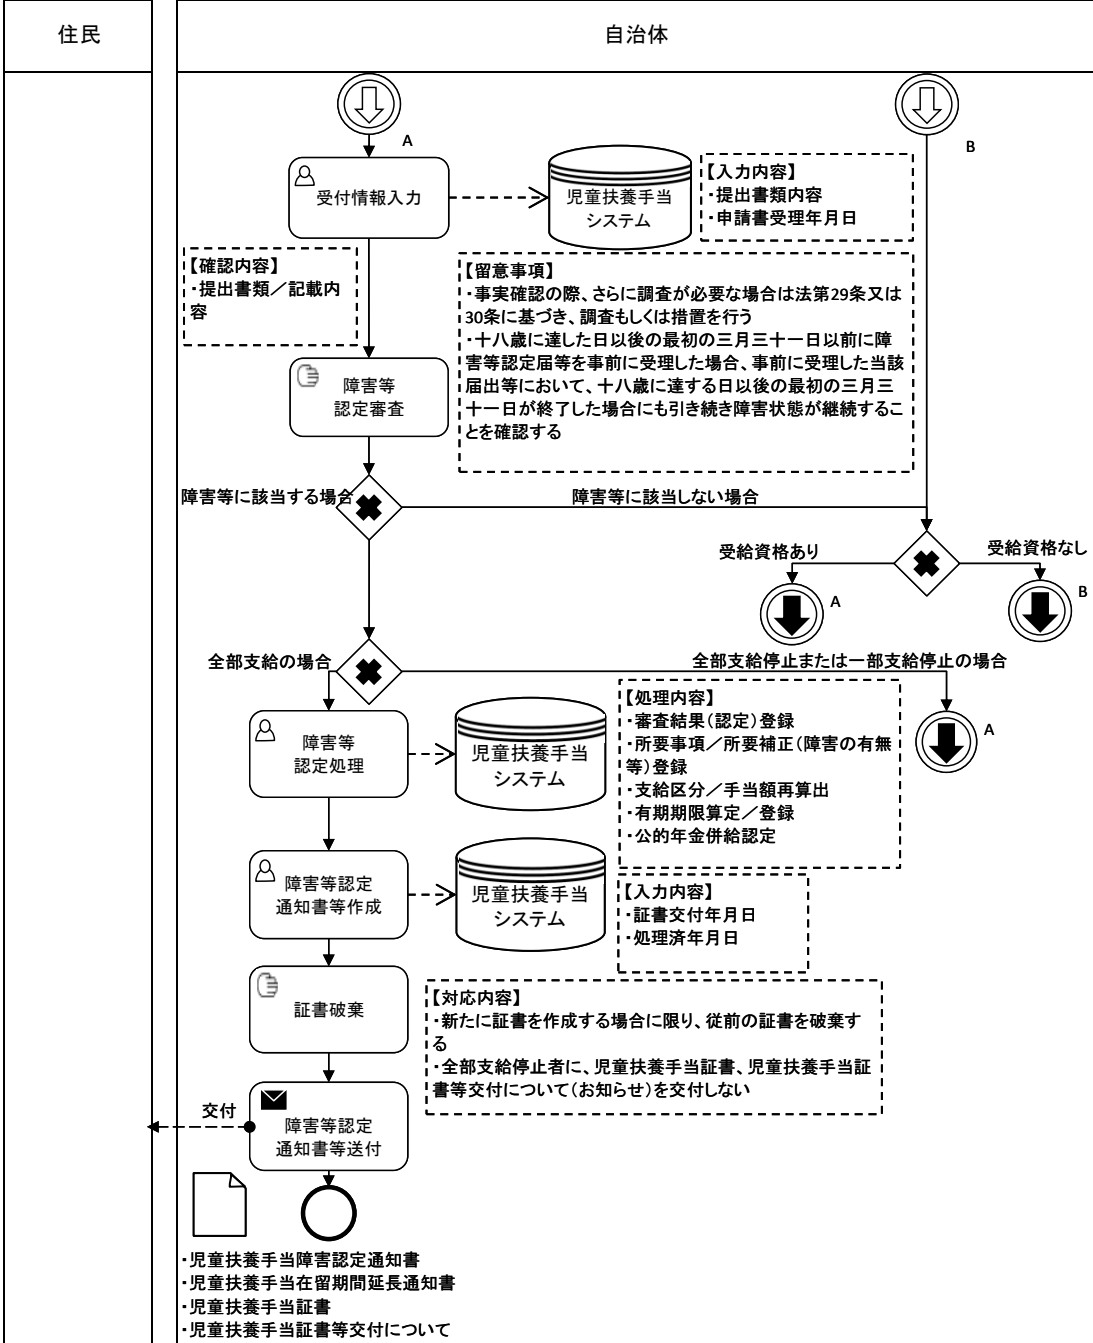 住民
自治体
A
B
受付情報入力
児童扶養手当
システム
【入力内容】
・提出書類内容
・申請書受理年月日
【確認内容】
・提出書類／記載内
容
【留意事項】
・事実確認の際、さらに調査が必要な場合は法第29条又は
30条に基づき、調査もしくは措置を行う
・十八歳に達した日以後の最初の三月三十一日以前に障
害等認定届等を事前に受理した場合、事前に受理した当該
届出等において、十八歳に達する日以後の最初の三月三
十一日が終了した場合にも引き続き障害状態が継続するこ
とを確認する
障害等
認定審査
障害等に該当する場合
障害等に該当しない場合
受給資格あり
受給資格なし
A
B
全部支給の場合
全部支給停止または一部支給停止の場合
A
障害等
認定処理
児童扶養手当
システム
【処理内容】
・審査結果（認定）登録
・所要事項／所要補正（障害の有無
等）登録
・支給区分／手当額再算出
・有期期限算定／登録
・公的年金併給認定
障害等認定
通知書等作成
児童扶養手当
システム
【入力内容】
・証書交付年月日
・処理済年月日
証書破棄
【対応内容】
・新たに証書を作成する場合に限り、従前の証書を破棄す
る
・全部支給停止者に、児童扶養手当証書、児童扶養手当証
書等交付について（お知らせ）を交付しない
交付
障害等認定
通知書等送付
・児童扶養手当障害認定通知書
・児童扶養手当在留期間延長通知書
・児童扶養手当証書
・児童扶養手当証書等交付について